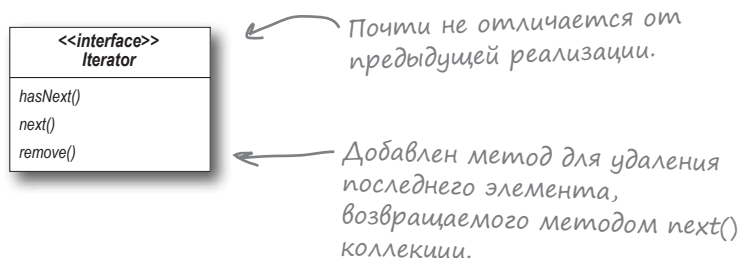 <<interface>>
Iterator
hasNext()
next()
remove()
Почти не отличается от
предыдущей реализации.
Добавлен метод для удаления
последнего элемента,
возвращаемого методом next()
коллекции.